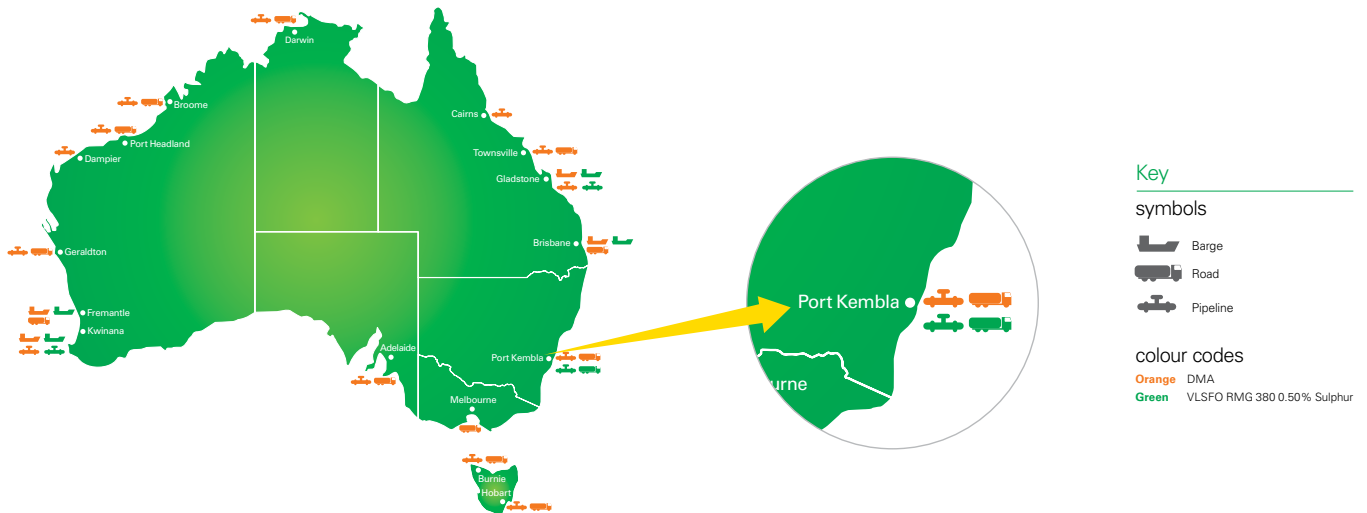 Darwin
Broome
Port Headland
Dampier
Cairns
Townsville
Gladstone
Geraldton
Brisbane
Fremantle
Kwinana
Adelaide
Port Kembla
Melbourne
Burnie
Hobart
Port Kembla
urne
Key
symbols
Barge
Road
Pipeline
colour codes
Orange DMA
Green VLSFO RMG 380 0.50% Sulphur